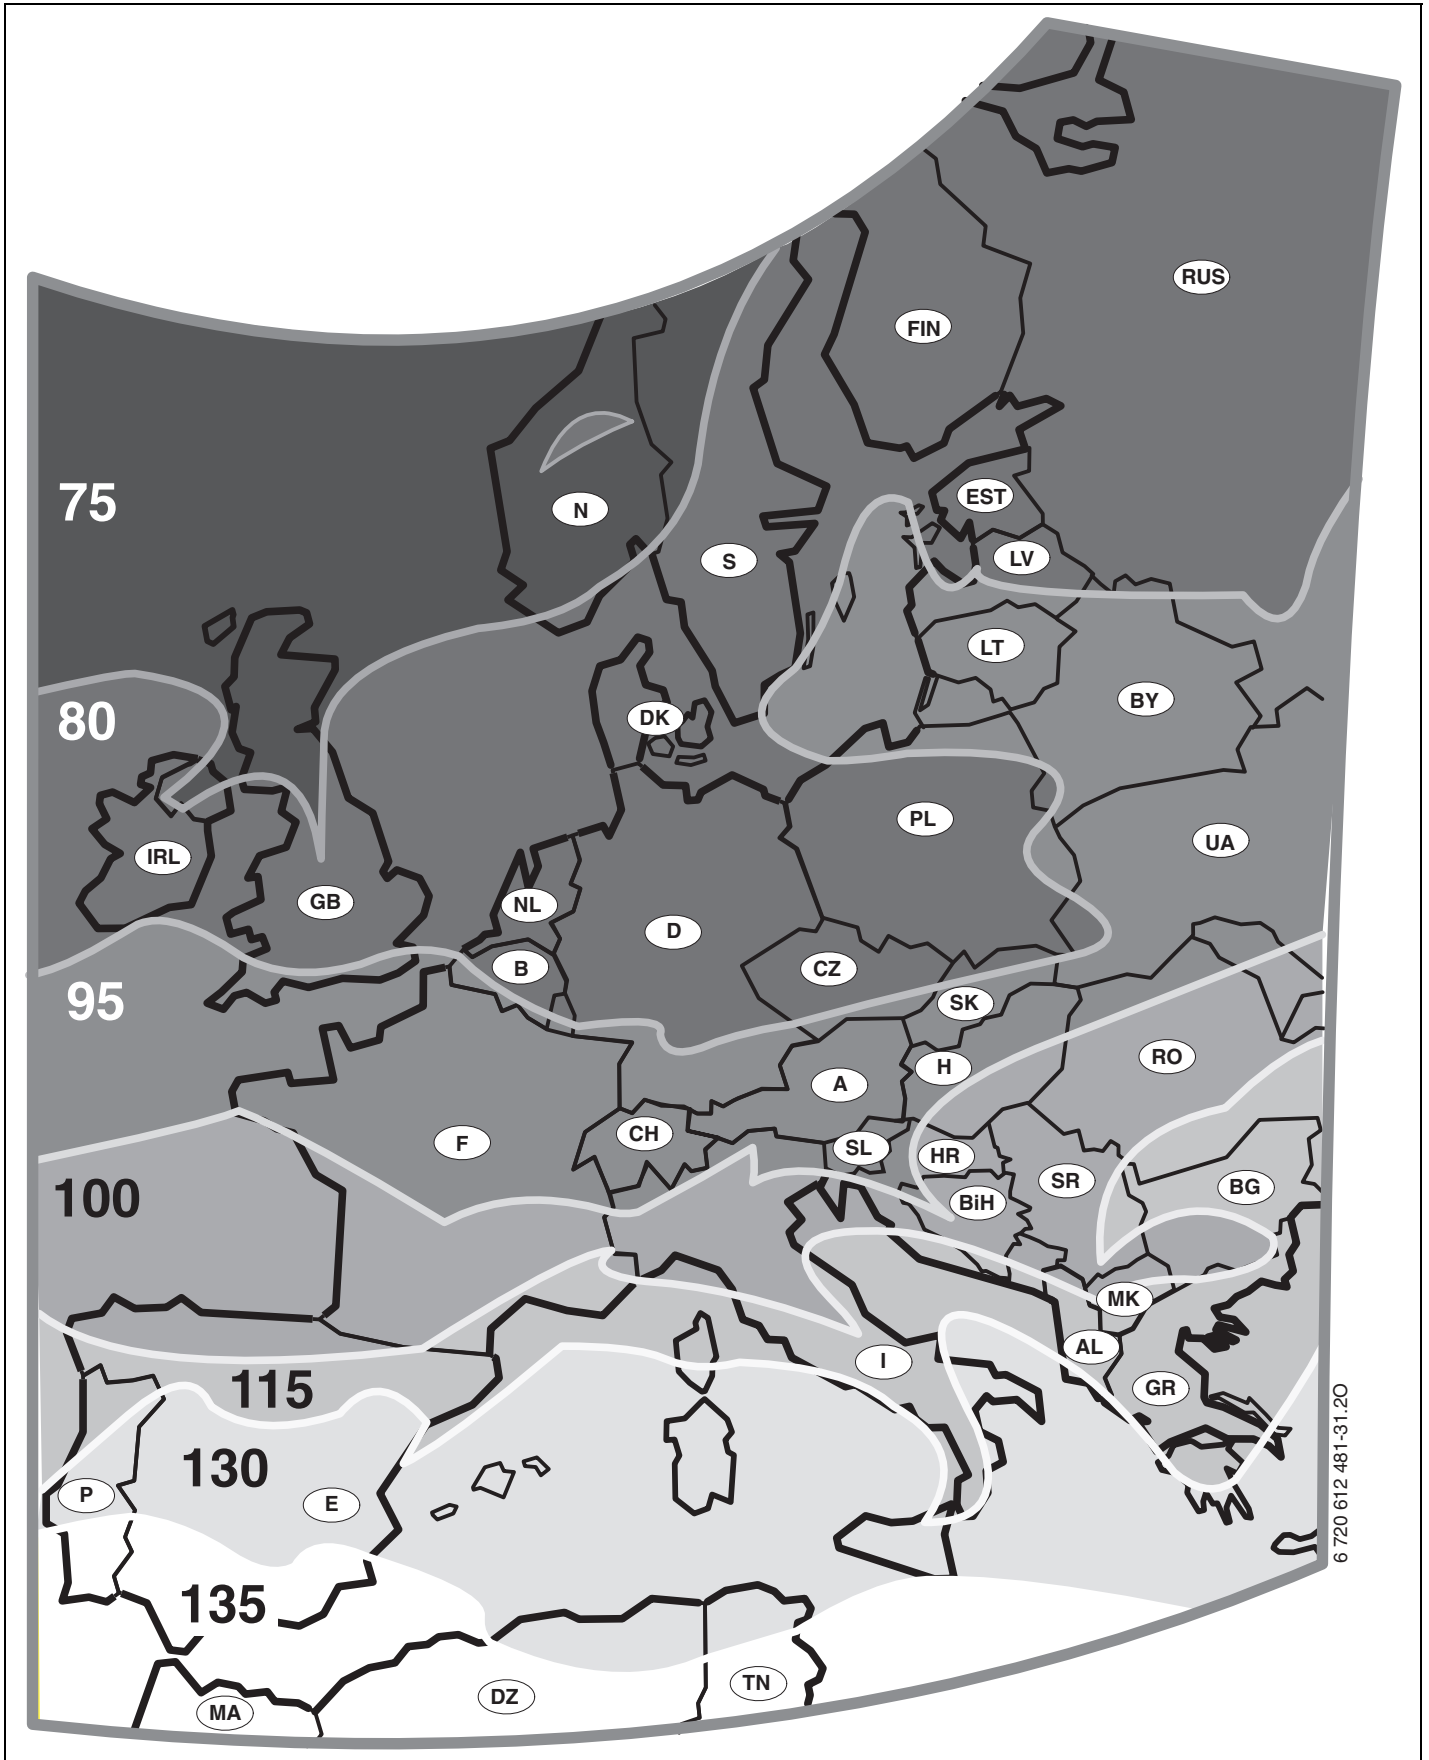 RUS
FIN
75
EST
N
LV
S
LT
BY
80
DK
PL
UA
IRL
GB
NL
D
B
CZ
95
SK
RO
H
A
F
CH
SL
HR
SR
BG
100
BiH
MK
AL
I
115
GR
130
P
E
135
DZ
TN
MA
6 720 612 481-31.2O